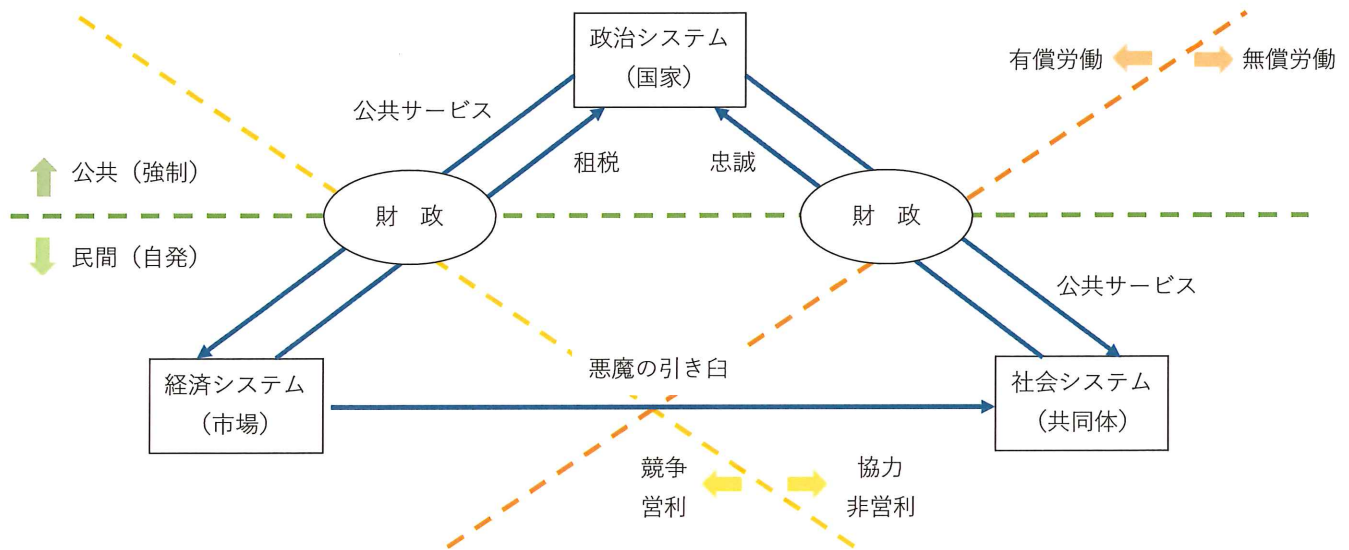 政治システム
（国家）
有償労働
無償労働
公共サービス
租税
忠誠
公共（強制）
財 政
財 政
民間（自発）
公共サービス
悪魔の引き臼
経済システム
（市場）
社会システム
（共同体）
競争
営利
協力
非営利